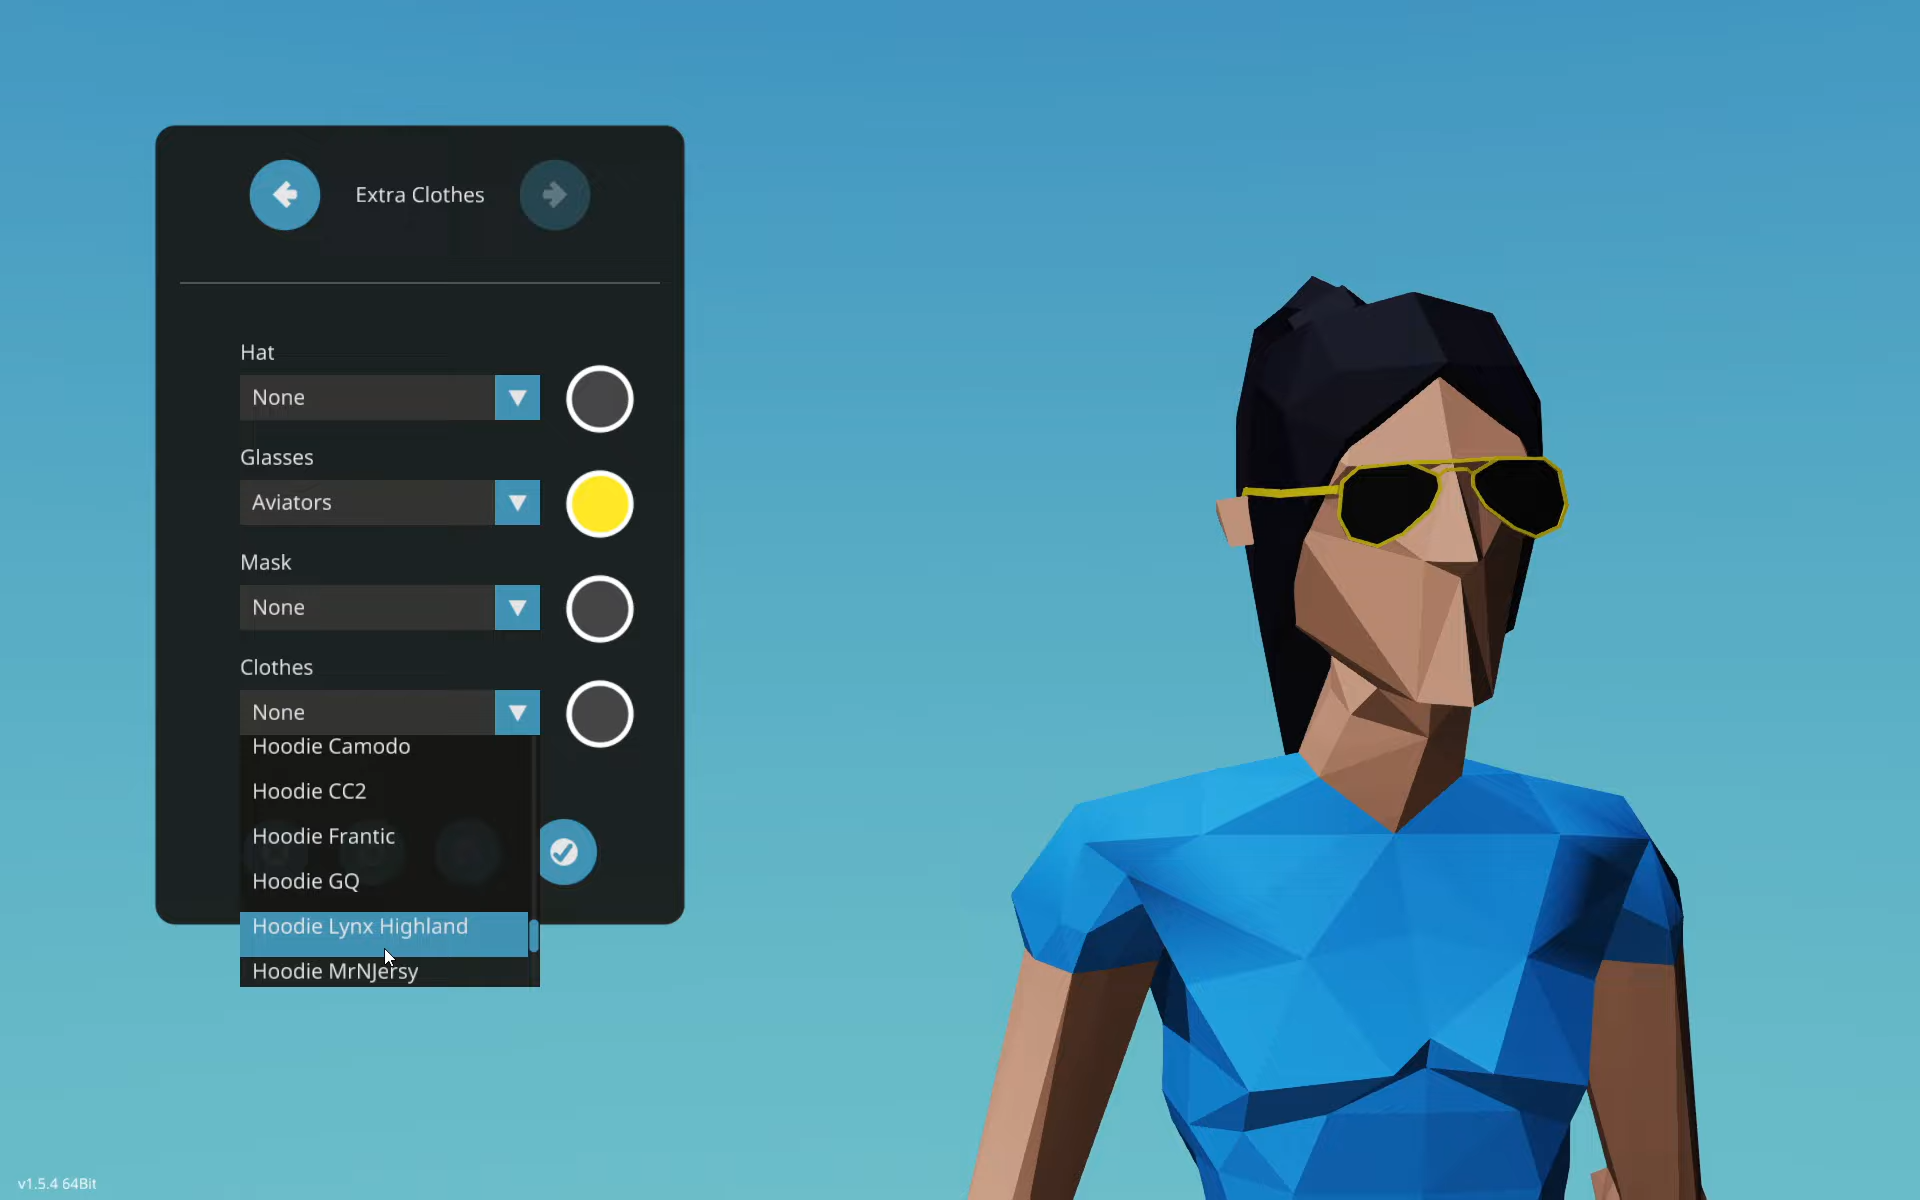 Extra Clothes
Hat
None
Glasses
Aviators
Mask
None
Clothes
None
Hoodie Camodo
Hoodie CC2
Hoodie Frantic
Hoodie GQ
Hoodie Lynx Highland
Hoodie MrNJersy
v1.5.4 64Bit